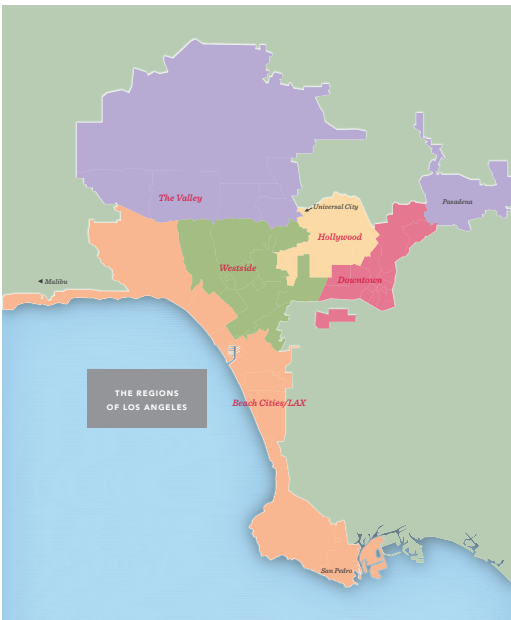 The Valley
Pasadena
Universal City
Hollywood
Westside
Downtown
Malibu
THE REGIONS
OF LOS ANGELES
Beach Cities/LAX
San Pedro